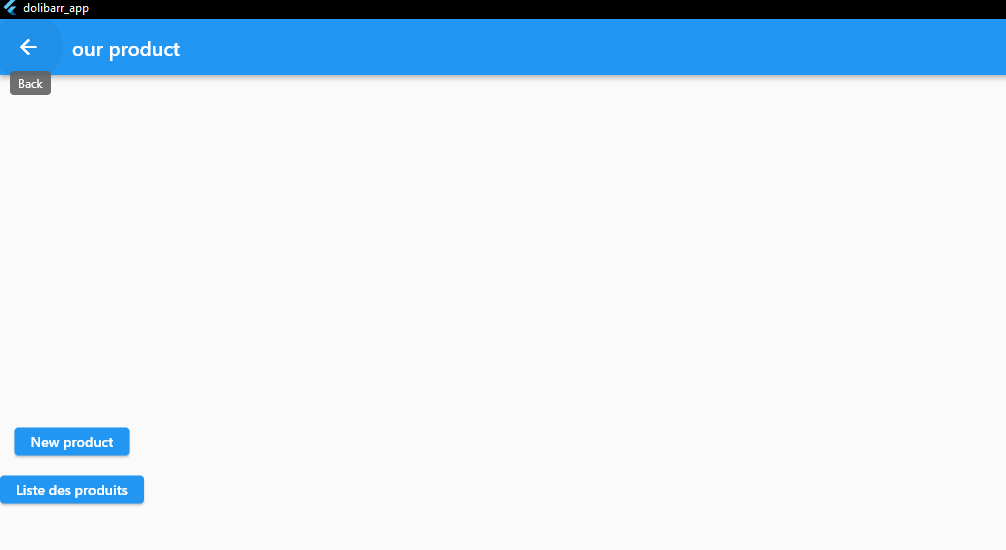 dolibarr_app
our product
Back
New product
Liste des produits